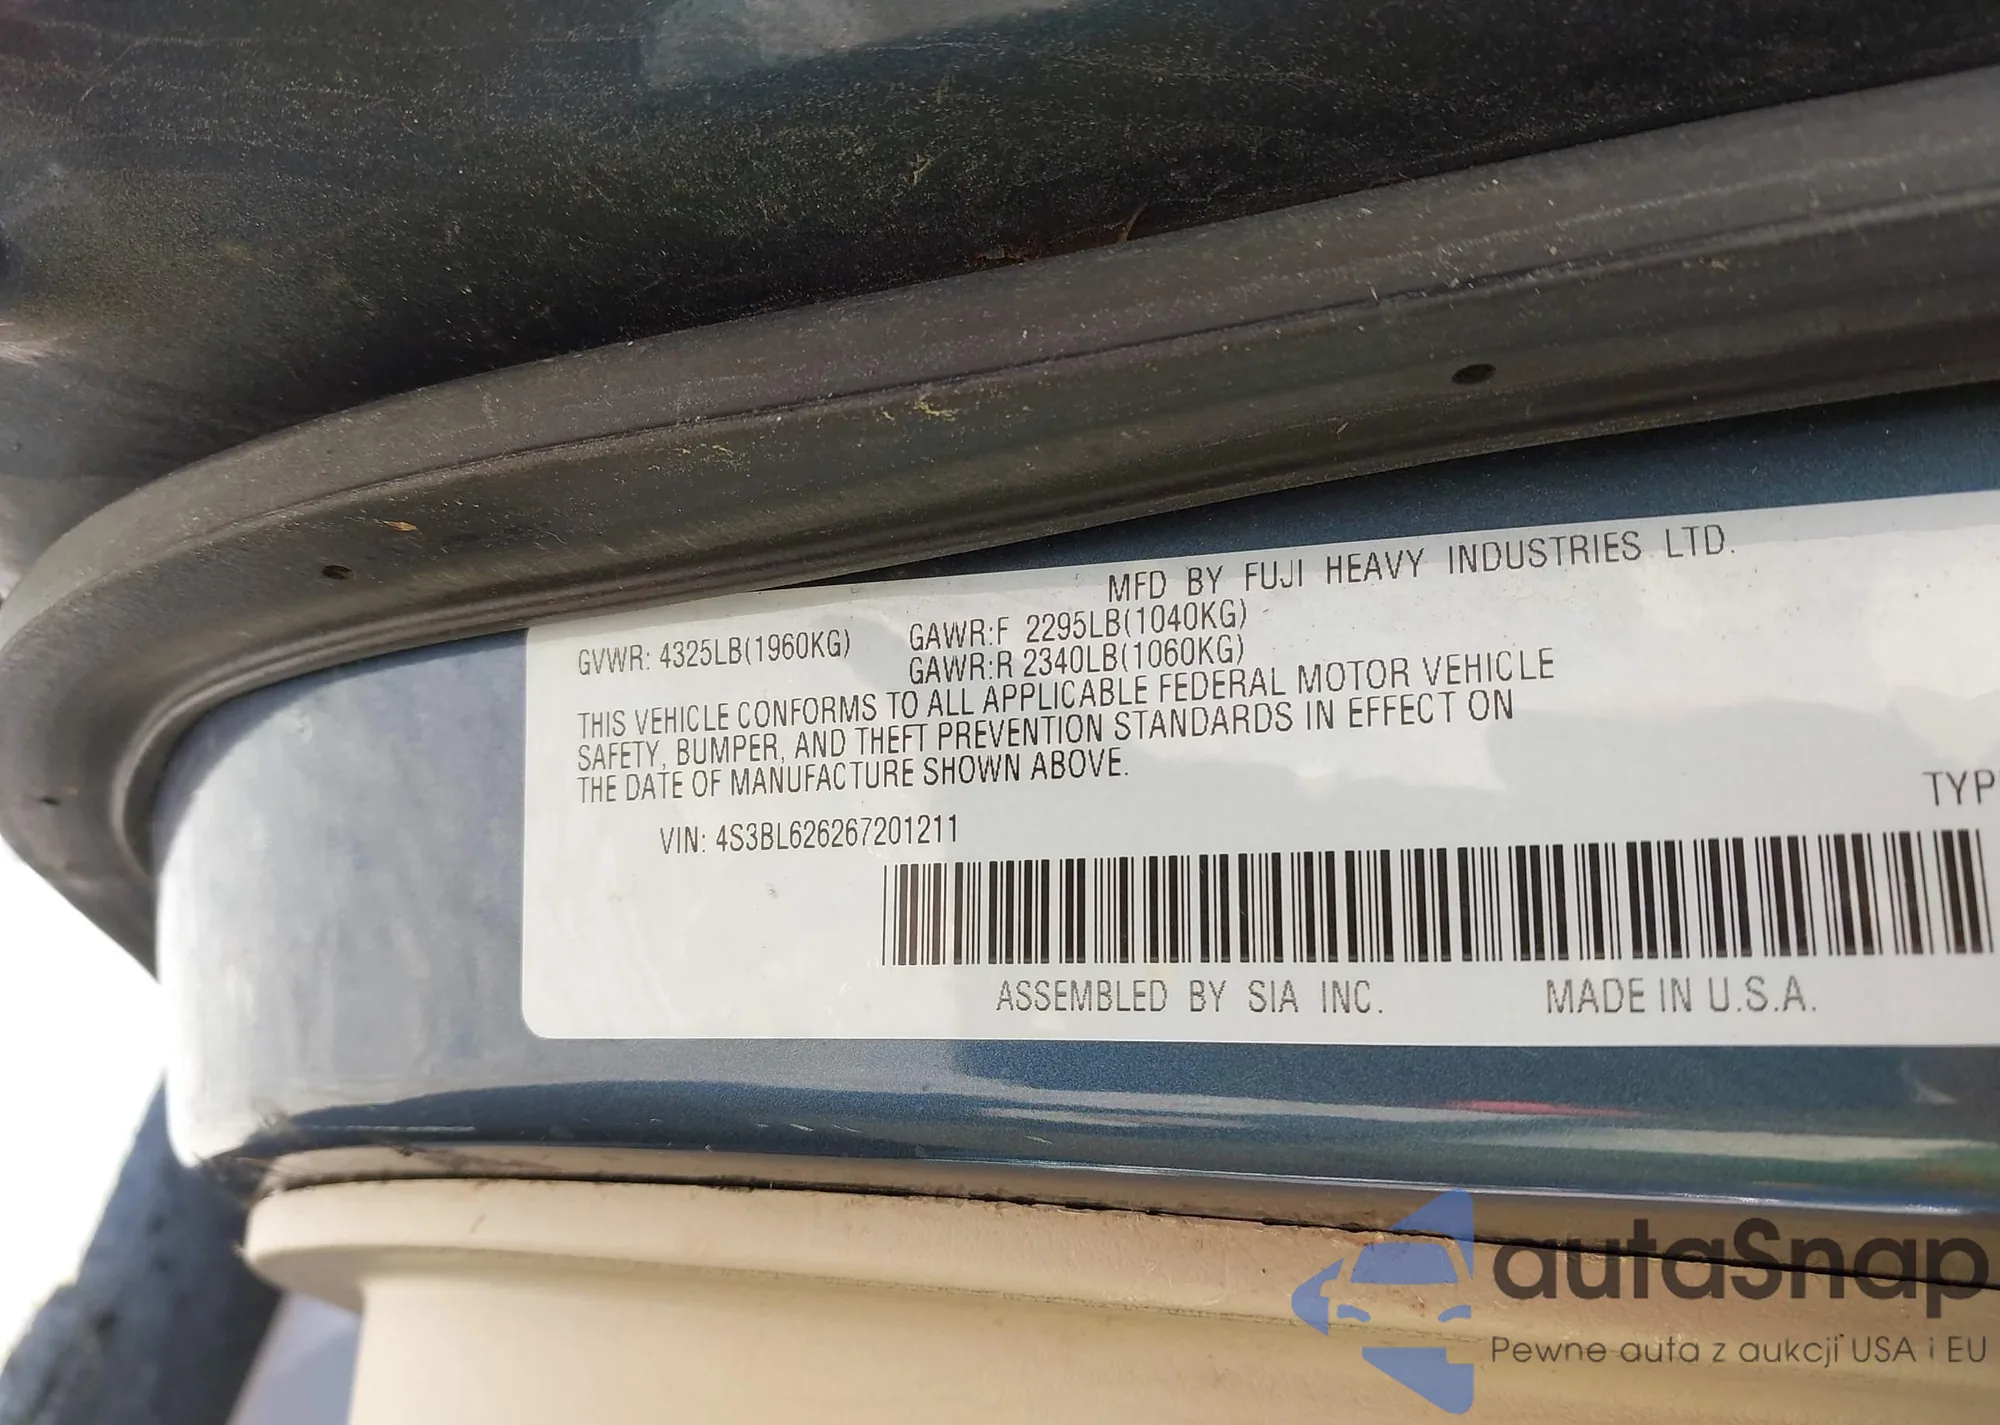 MFD BY FUJI HEAVY INDUSTRIES LTD.
GVWR: 4325LB(1960KG) GAWR:F 2295LB(1040KG)
GAWR:R 2340LB(1060KG)
THIS VEHICLE CONFORMS TO ALL APPLICABLE FEDERAL MOTOR VEHICLE
SAFETY, BUMPER, AND THEFT PREVENTION STANDARDS IN EFFECT ON
THE DATE OF MANUFACTURE SHOWN ABOVE.
TYP
VIN: 4S3BL626267201211
ASSEMBLED BY SIA INC. MADE IN U.S.A.
autaSnap
Pewne auta z aukcji USA i EU